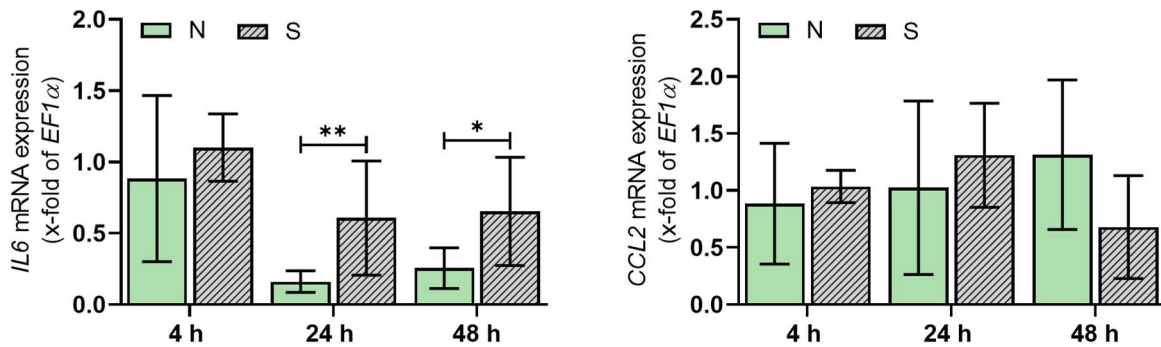 IL6 mRNA expression
(x-fold of EF1α)
2.0
1.5
1.0
0.5
0.0
N S
**
*
4 h 24 h 48 h
CCL2 mRNA expression
(x-fold of EF1α)
2.5
2.0
1.5
1.0
0.5
0.0
N S
4 h 24 h 48 h